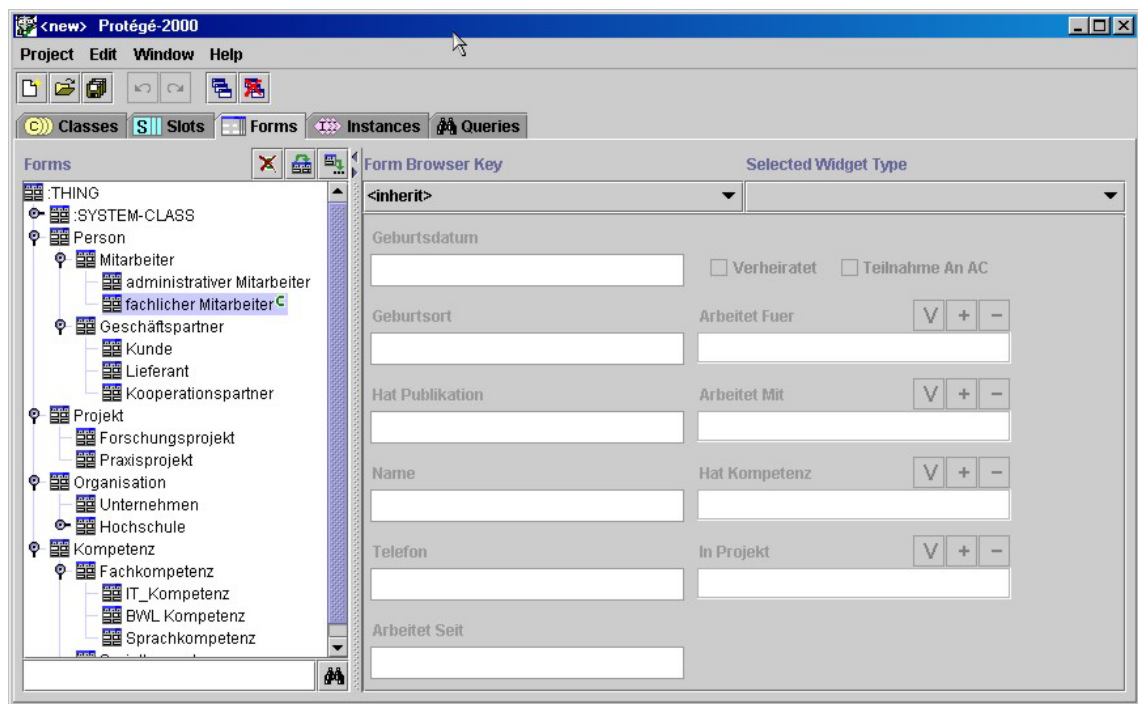 <new> Protégé-2000
Project Edit Window Help
Classes Slots Forms Instances Queries
Forms
:THING
:SYSTEM-CLASS
Person
Mitarbeiter
administrativer Mitarbeiter
fachlicher Mitarbeiter C
Geschäftspartner
Kunde
Lieferant
Kooperationspartner
Projekt
Forschungsprojekt
Praxisprojekt
Organisation
Unternehmen
Hochschule
Kompetenz
Fachkompetenz
IT_Kompetenz
BWL Kompetenz
Sprachkompetenz
Form Browser Key Selected Widget Type
<inherit>
Geburtsdatum
Verheiratet Teilnahme An AC
Geburtsort Arbeitet Fuer V + −
Hat Publikation Arbeitet Mit V + −
Name Hat Kompetenz V + −
Telefon In Projekt V + −
Arbeitet Seit